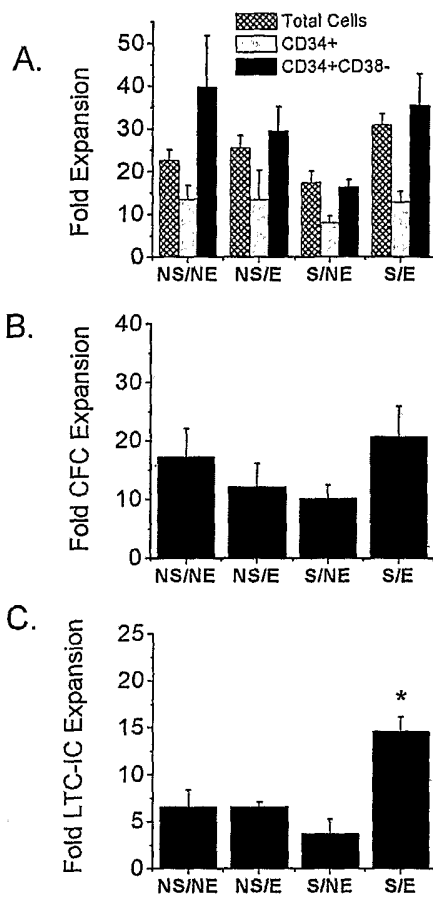 A.
Total Cells
CD34+
CD34+CD38-
Fold Expansion
50
40
30
20
10
0
NS/NE NS/E S/NE S/E
B.
Fold CFC Expansion
40
30
20
10
0
NS/NE NS/E S/NE S/E
C.
Fold LTC-IC Expansion
25
20
15
10
5
0
*
NS/NE NS/E S/NE S/E